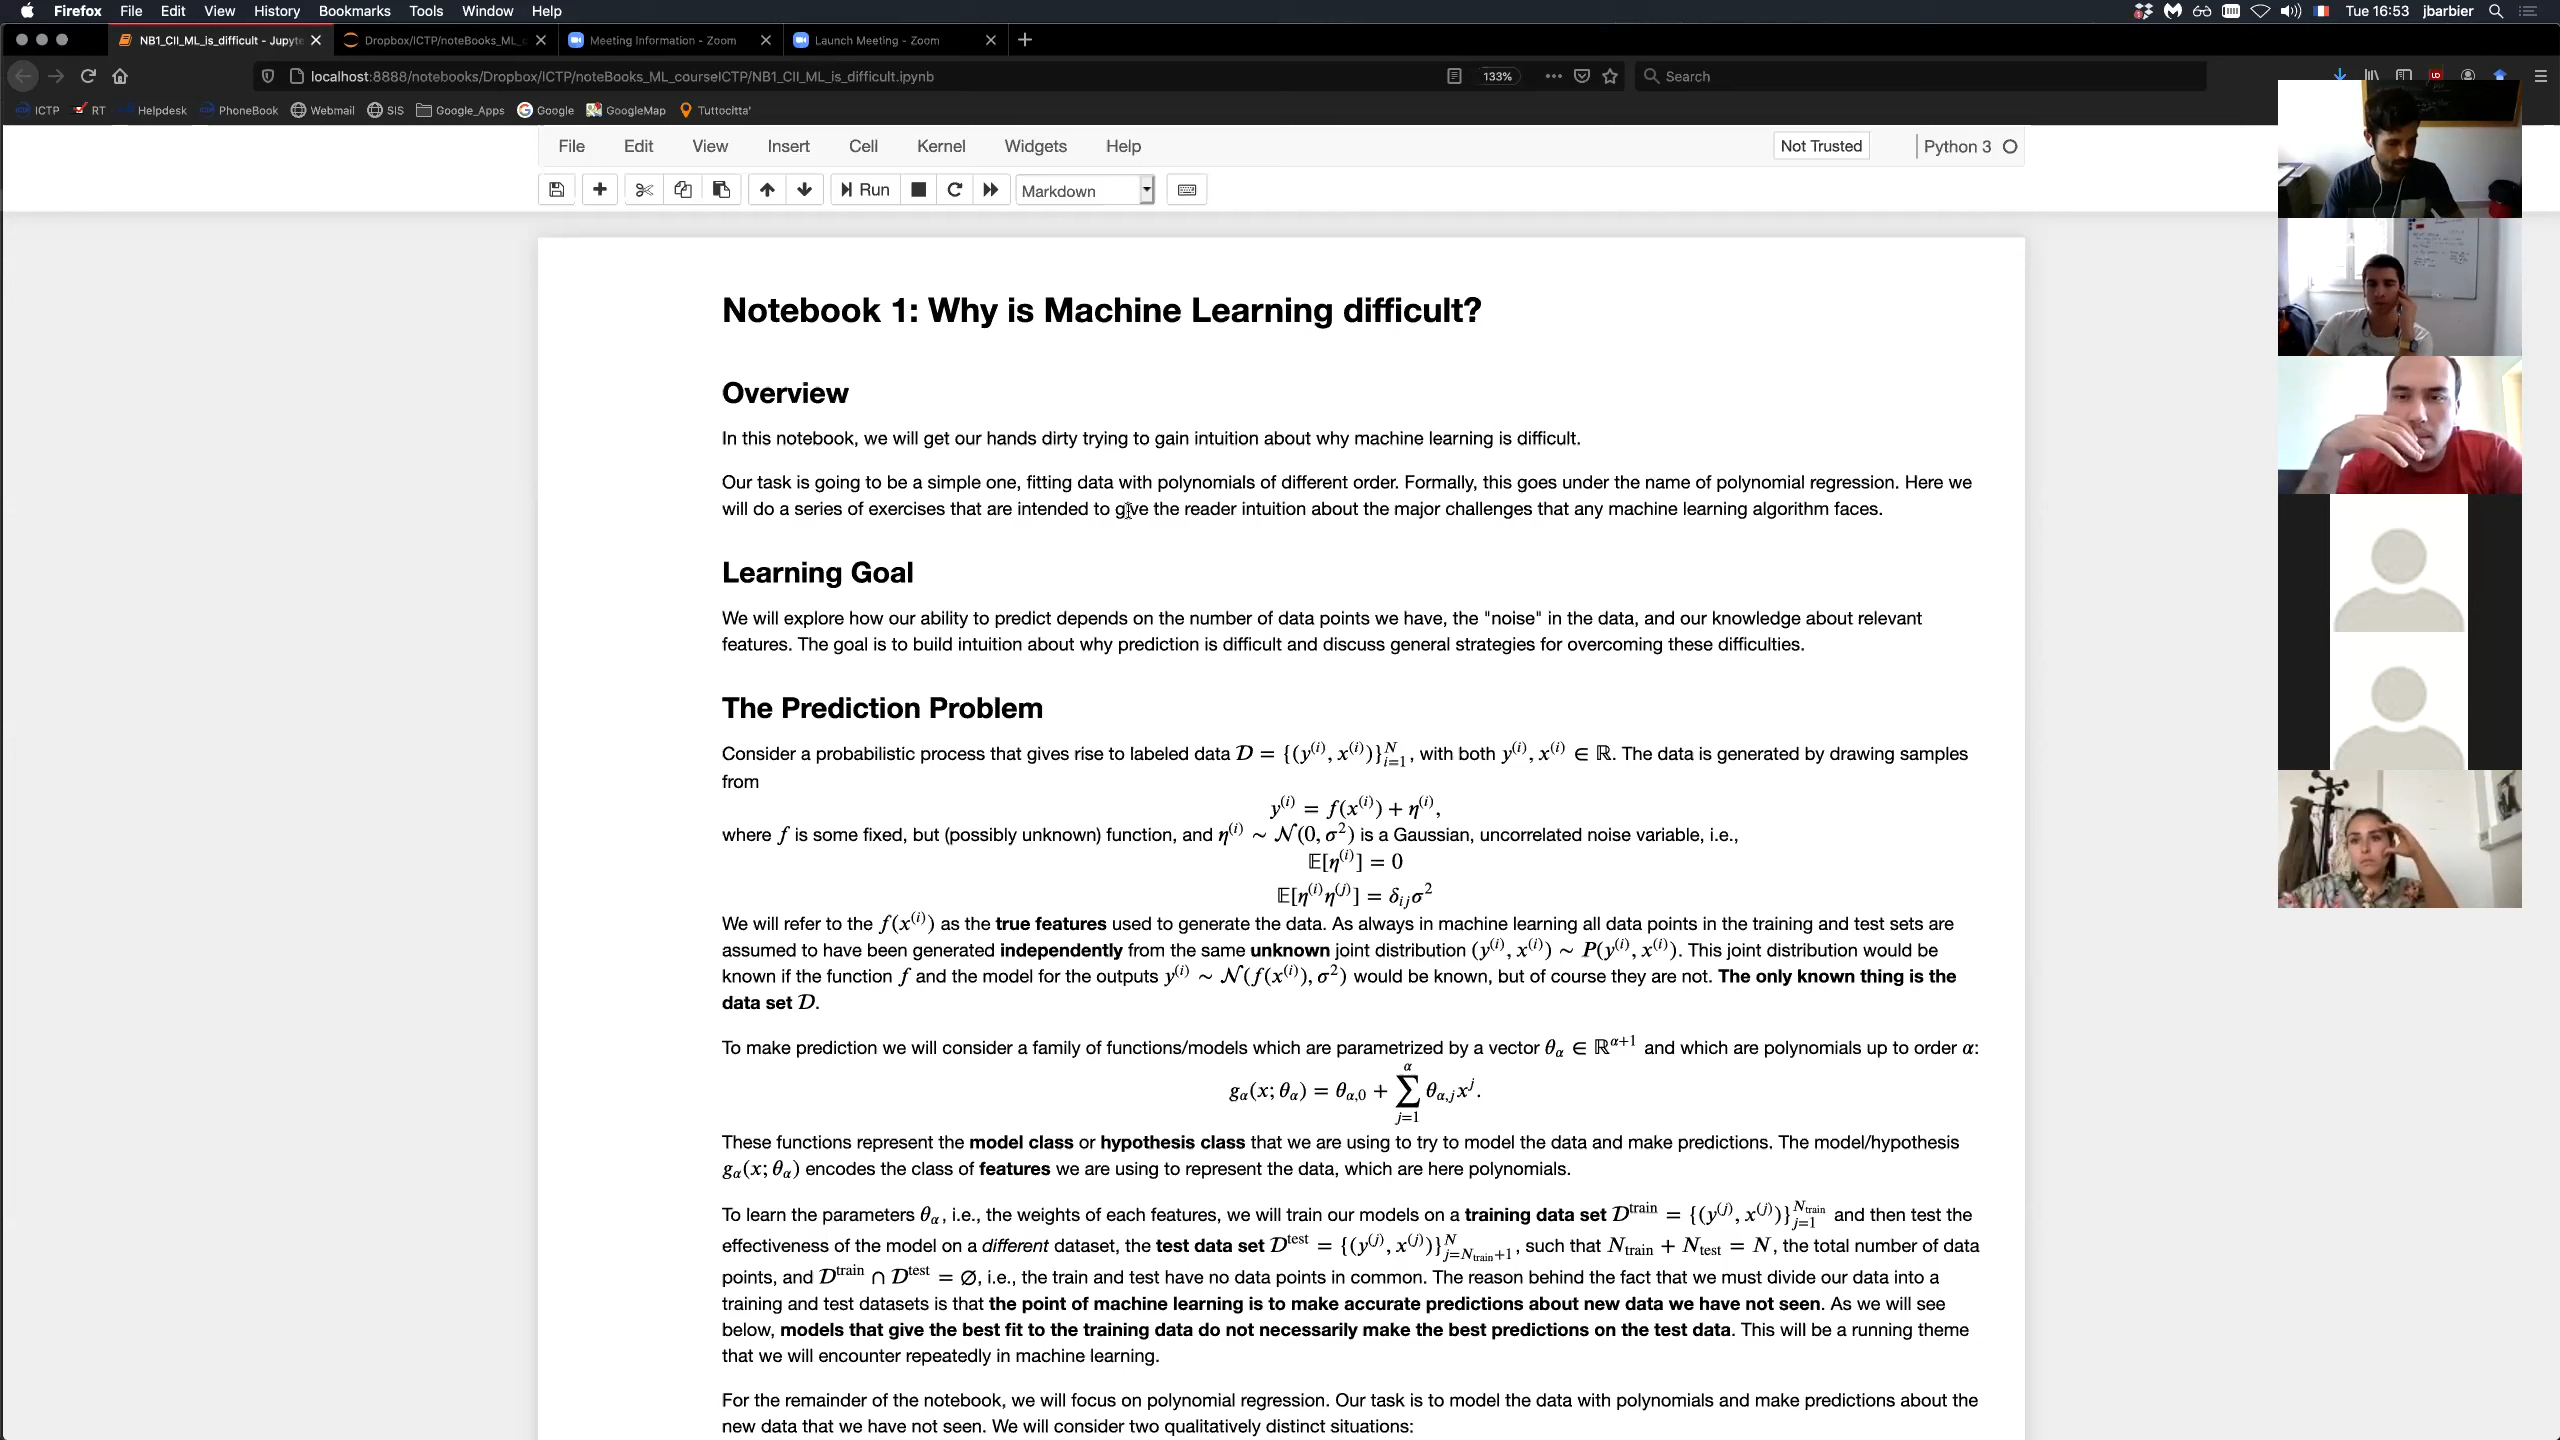 Firefox File Edit View History Bookmarks Tools Window Help Tue 16:53 jbarbier
NB1_CII_ML_is_difficult - Jupyte Dropbox/ICTP/noteBooks_ML_c Meeting Information - Zoom Launch Meeting - Zoom
localhost:8888/notebooks/Dropbox/ICTP/noteBooks_ML_courseICTP/NB1_CII_ML_is_difficult.ipynb 133% Search
ICTP RT Helpdesk PhoneBook Webmail SIS Google_Apps Google GoogleMap Tuttocitta'
File Edit View Insert Cell Kernel Widgets Help Not Trusted Python 3
Run Markdown
Notebook 1: Why is Machine Learning difficult?
Overview
In this notebook, we will get our hands dirty trying to gain intuition about why machine learning is difficult.
Our task is going to be a simple one, fitting data with polynomials of different order. Formally, this goes under the name of polynomial regression. Here we
will do a series of exercises that are intended to give the reader intuition about the major challenges that any machine learning algorithm faces.
Learning Goal
We will explore how our ability to predict depends on the number of data points we have, the "noise" in the data, and our knowledge about relevant
features. The goal is to build intuition about why prediction is difficult and discuss general strategies for overcoming these difficulties.
The Prediction Problem
Consider a probabilistic process that gives rise to labeled data 𝒟 = {(y^(i), x^(i))}_{i=1}^N, with both y^(i), x^(i) ∈ ℝ. The data is generated by drawing samples
from
y^(i) = f(x^(i)) + η^(i),
where f is some fixed, but (possibly unknown) function, and η^(i) ~ 𝒩(0, σ²) is a Gaussian, uncorrelated noise variable, i.e.,
𝔼[η^(i)] = 0
𝔼[η^(i)η^(j)] = δ_ij σ²
We will refer to the f(x^(i)) as the true features used to generate the data. As always in machine learning all data points in the training and test sets are
assumed to have been generated independently from the same unknown joint distribution (y^(i), x^(i)) ~ P(y^(i), x^(i)). This joint distribution would be
known if the function f and the model for the outputs y^(i) ~ 𝒩(f(x^(i)), σ²) would be known, but of course they are not. The only known thing is the
data set 𝒟.
To make prediction we will consider a family of functions/models which are parametrized by a vector θ_α ∈ ℝ^{α+1} and which are polynomials up to order α:
g_α(x; θ_α) = θ_{α,0} + ∑_{j=1}^α θ_{α,j} x^j.
These functions represent the model class or hypothesis class that we are using to try to model the data and make predictions. The model/hypothesis
g_α(x; θ_α) encodes the class of features we are using to represent the data, which are here polynomials.
To learn the parameters θ_α, i.e., the weights of each features, we will train our models on a training data set 𝒟^train = {(y^(j), x^(j))}_{j=1}^{N_train} and then test the
effectiveness of the model on a different dataset, the test data set 𝒟^test = {(y^(j), x^(j))}_{j=N_train+1}^N, such that N_train + N_test = N, the total number of data
points, and 𝒟^train ∩ 𝒟^test = ∅, i.e., the train and test have no data points in common. The reason behind the fact that we must divide our data into a
training and test datasets is that the point of machine learning is to make accurate predictions about new data we have not seen. As we will see
below, models that give the best fit to the training data do not necessarily make the best predictions on the test data. This will be a running theme
that we will encounter repeatedly in machine learning.
For the remainder of the notebook, we will focus on polynomial regression. Our task is to model the data with polynomials and make predictions about the
new data that we have not seen. We will consider two qualitatively distinct situations: